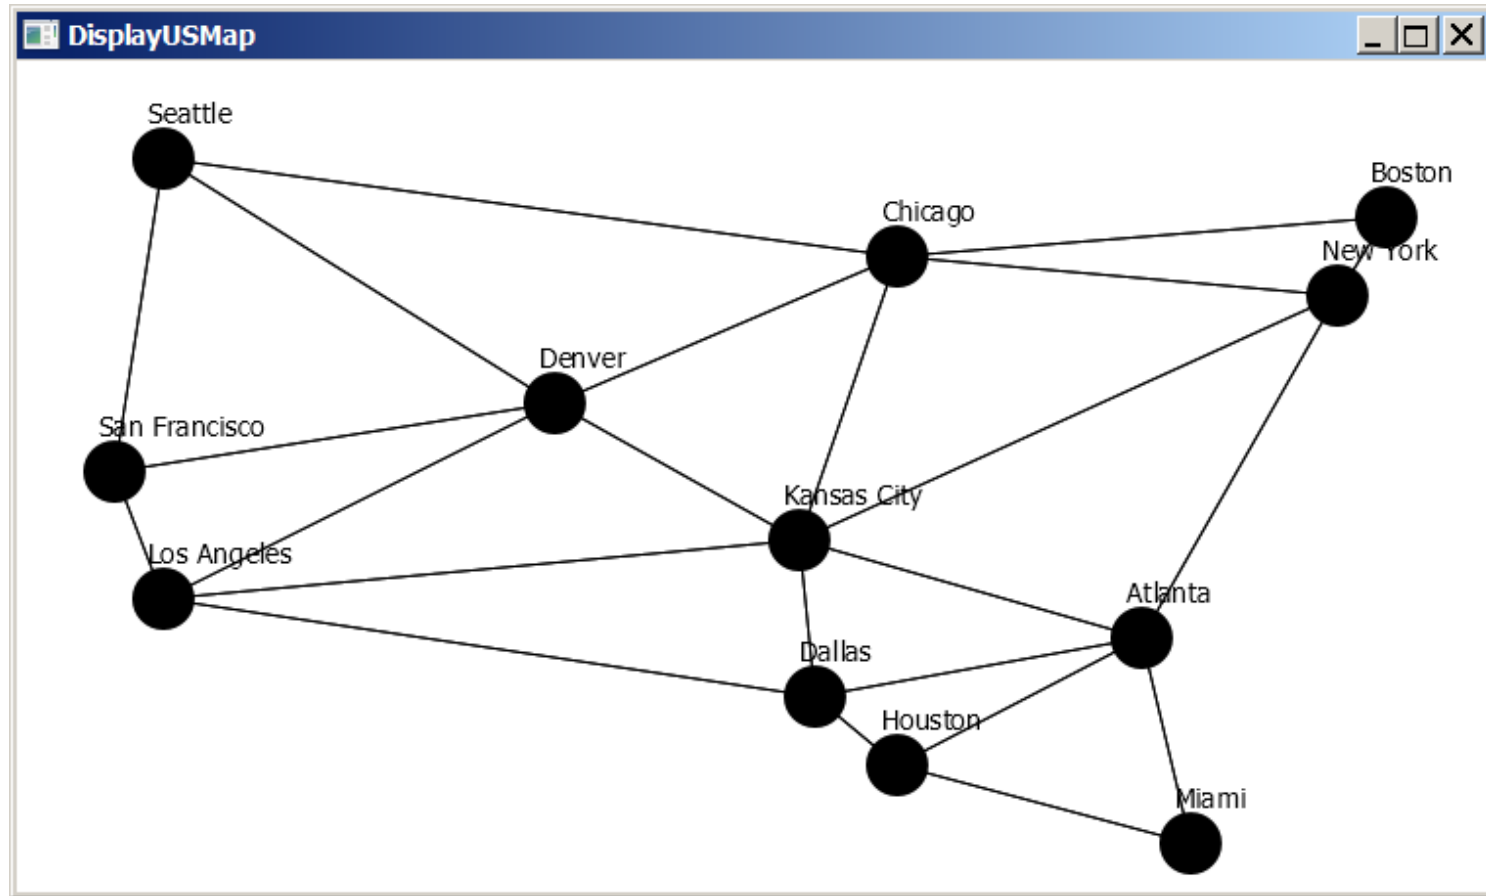 DisplayUSMap
Seattle
Boston
Chicago
New York
Denver
San Francisco
Kansas City
Los Angeles
Atlanta
Dallas
Houston
Miami